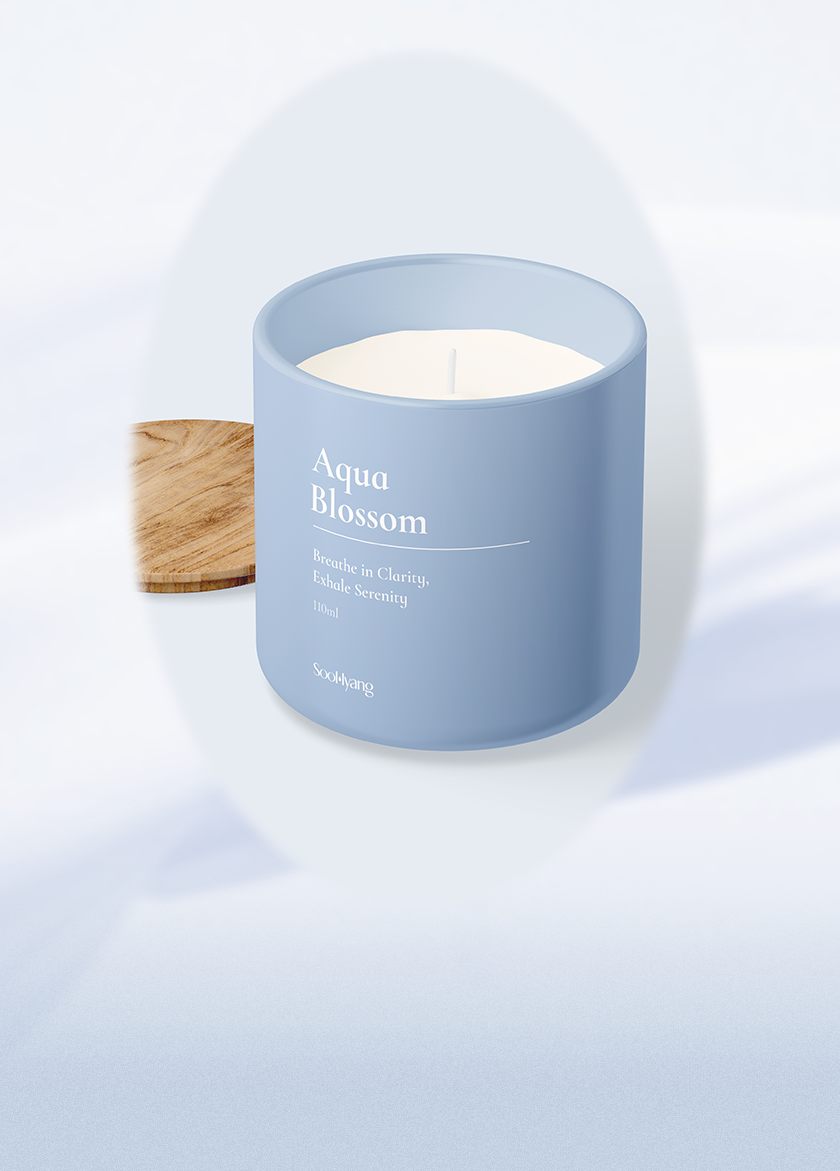 Aqua
Blossom
Breathe in Clarity,
Exhale Serenity
110ml
SooHyang